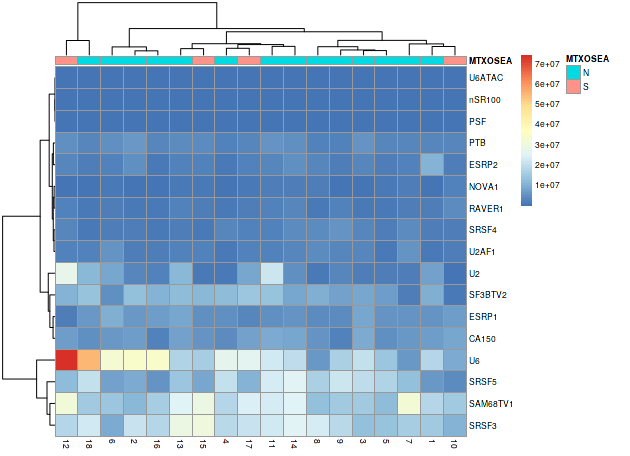 MTXOSEA
U6ATAC
nSR100
PSF
PTB
ESRP2
NOVA1
RAVER1
SRSF4
U2AF1
U2
SF3BTV2
ESRP1
CA150
U6
SRSF5
SAM68TV1
SRSF3
12 18 6 2 16 13 15 4 17 11 14 8 9 3 5 7 1 10
7e+07
6e+07
5e+07
4e+07
3e+07
2e+07
1e+07
MTXOSEA
N
S